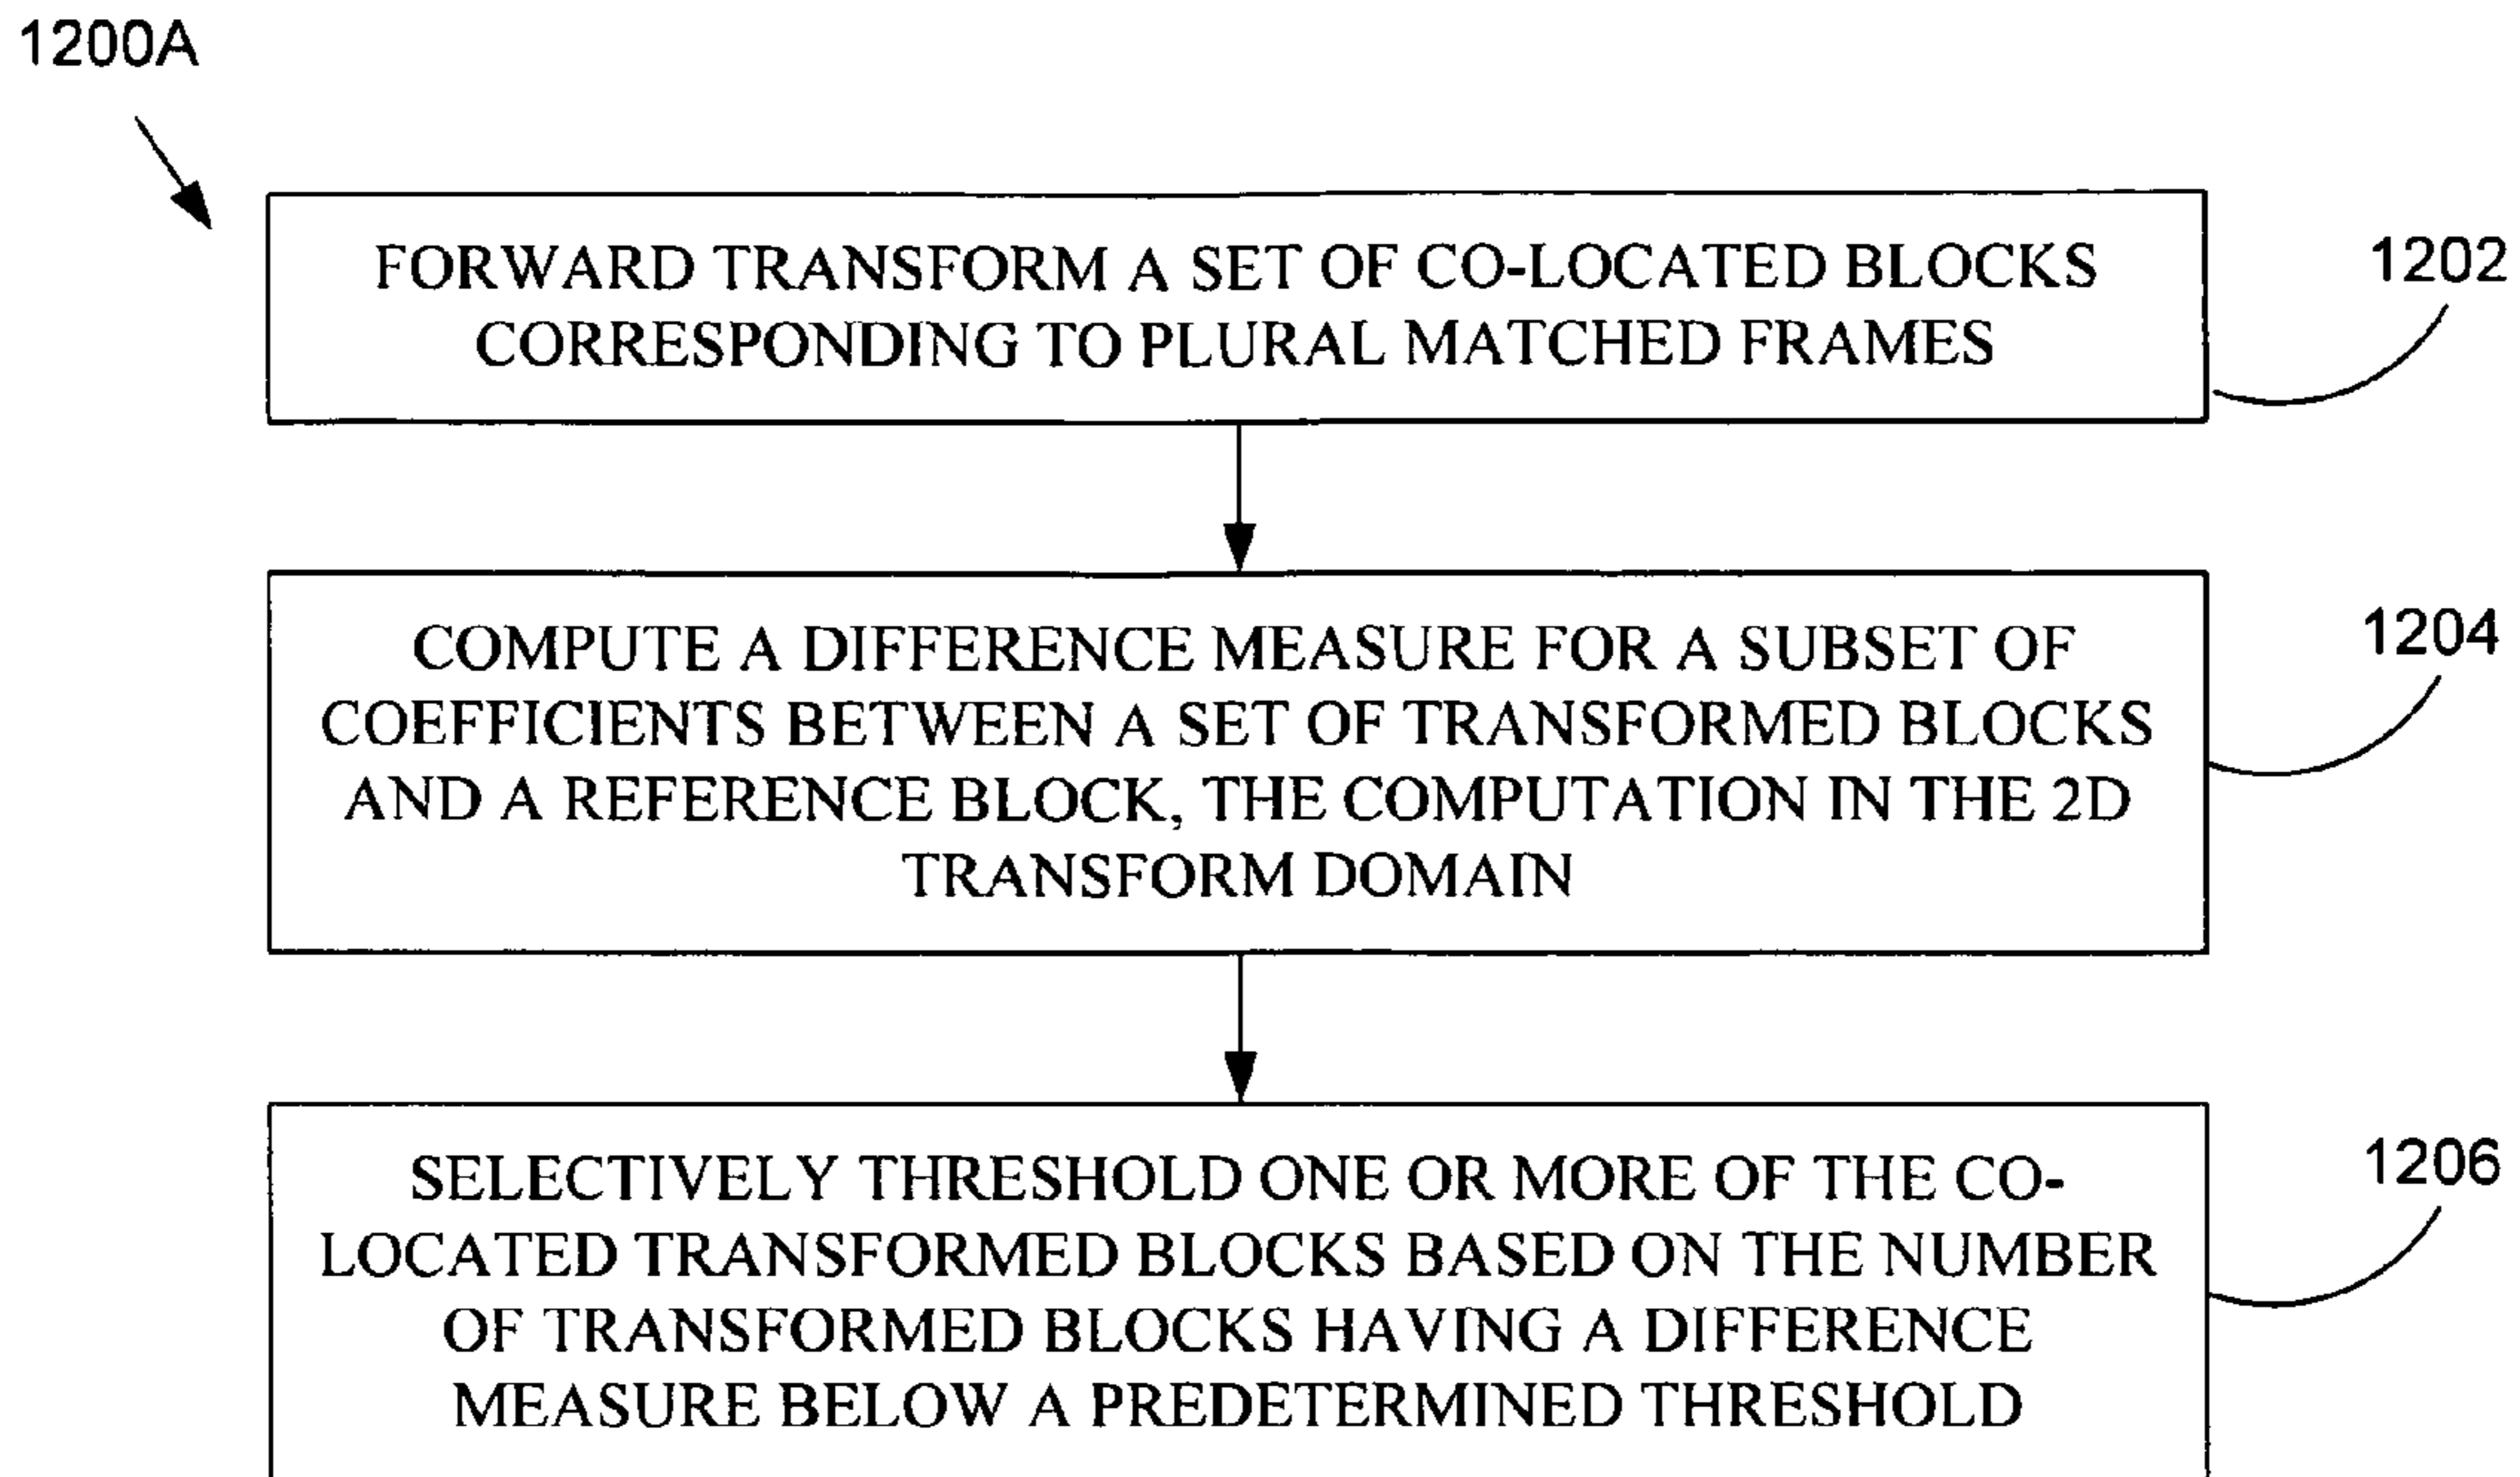 1200A
FORWARD TRANSFORM A SET OF CO-LOCATED BLOCKS
CORRESPONDING TO PLURAL MATCHED FRAMES
1202
COMPUTE A DIFFERENCE MEASURE FOR A SUBSET OF
COEFFICIENTS BETWEEN A SET OF TRANSFORMED BLOCKS
AND A REFERENCE BLOCK, THE COMPUTATION IN THE 2D
TRANSFORM DOMAIN
1204
SELECTIVELY THRESHOLD ONE OR MORE OF THE CO-
LOCATED TRANSFORMED BLOCKS BASED ON THE NUMBER
OF TRANSFORMED BLOCKS HAVING A DIFFERENCE
MEASURE BELOW A PREDETERMINED THRESHOLD
1206